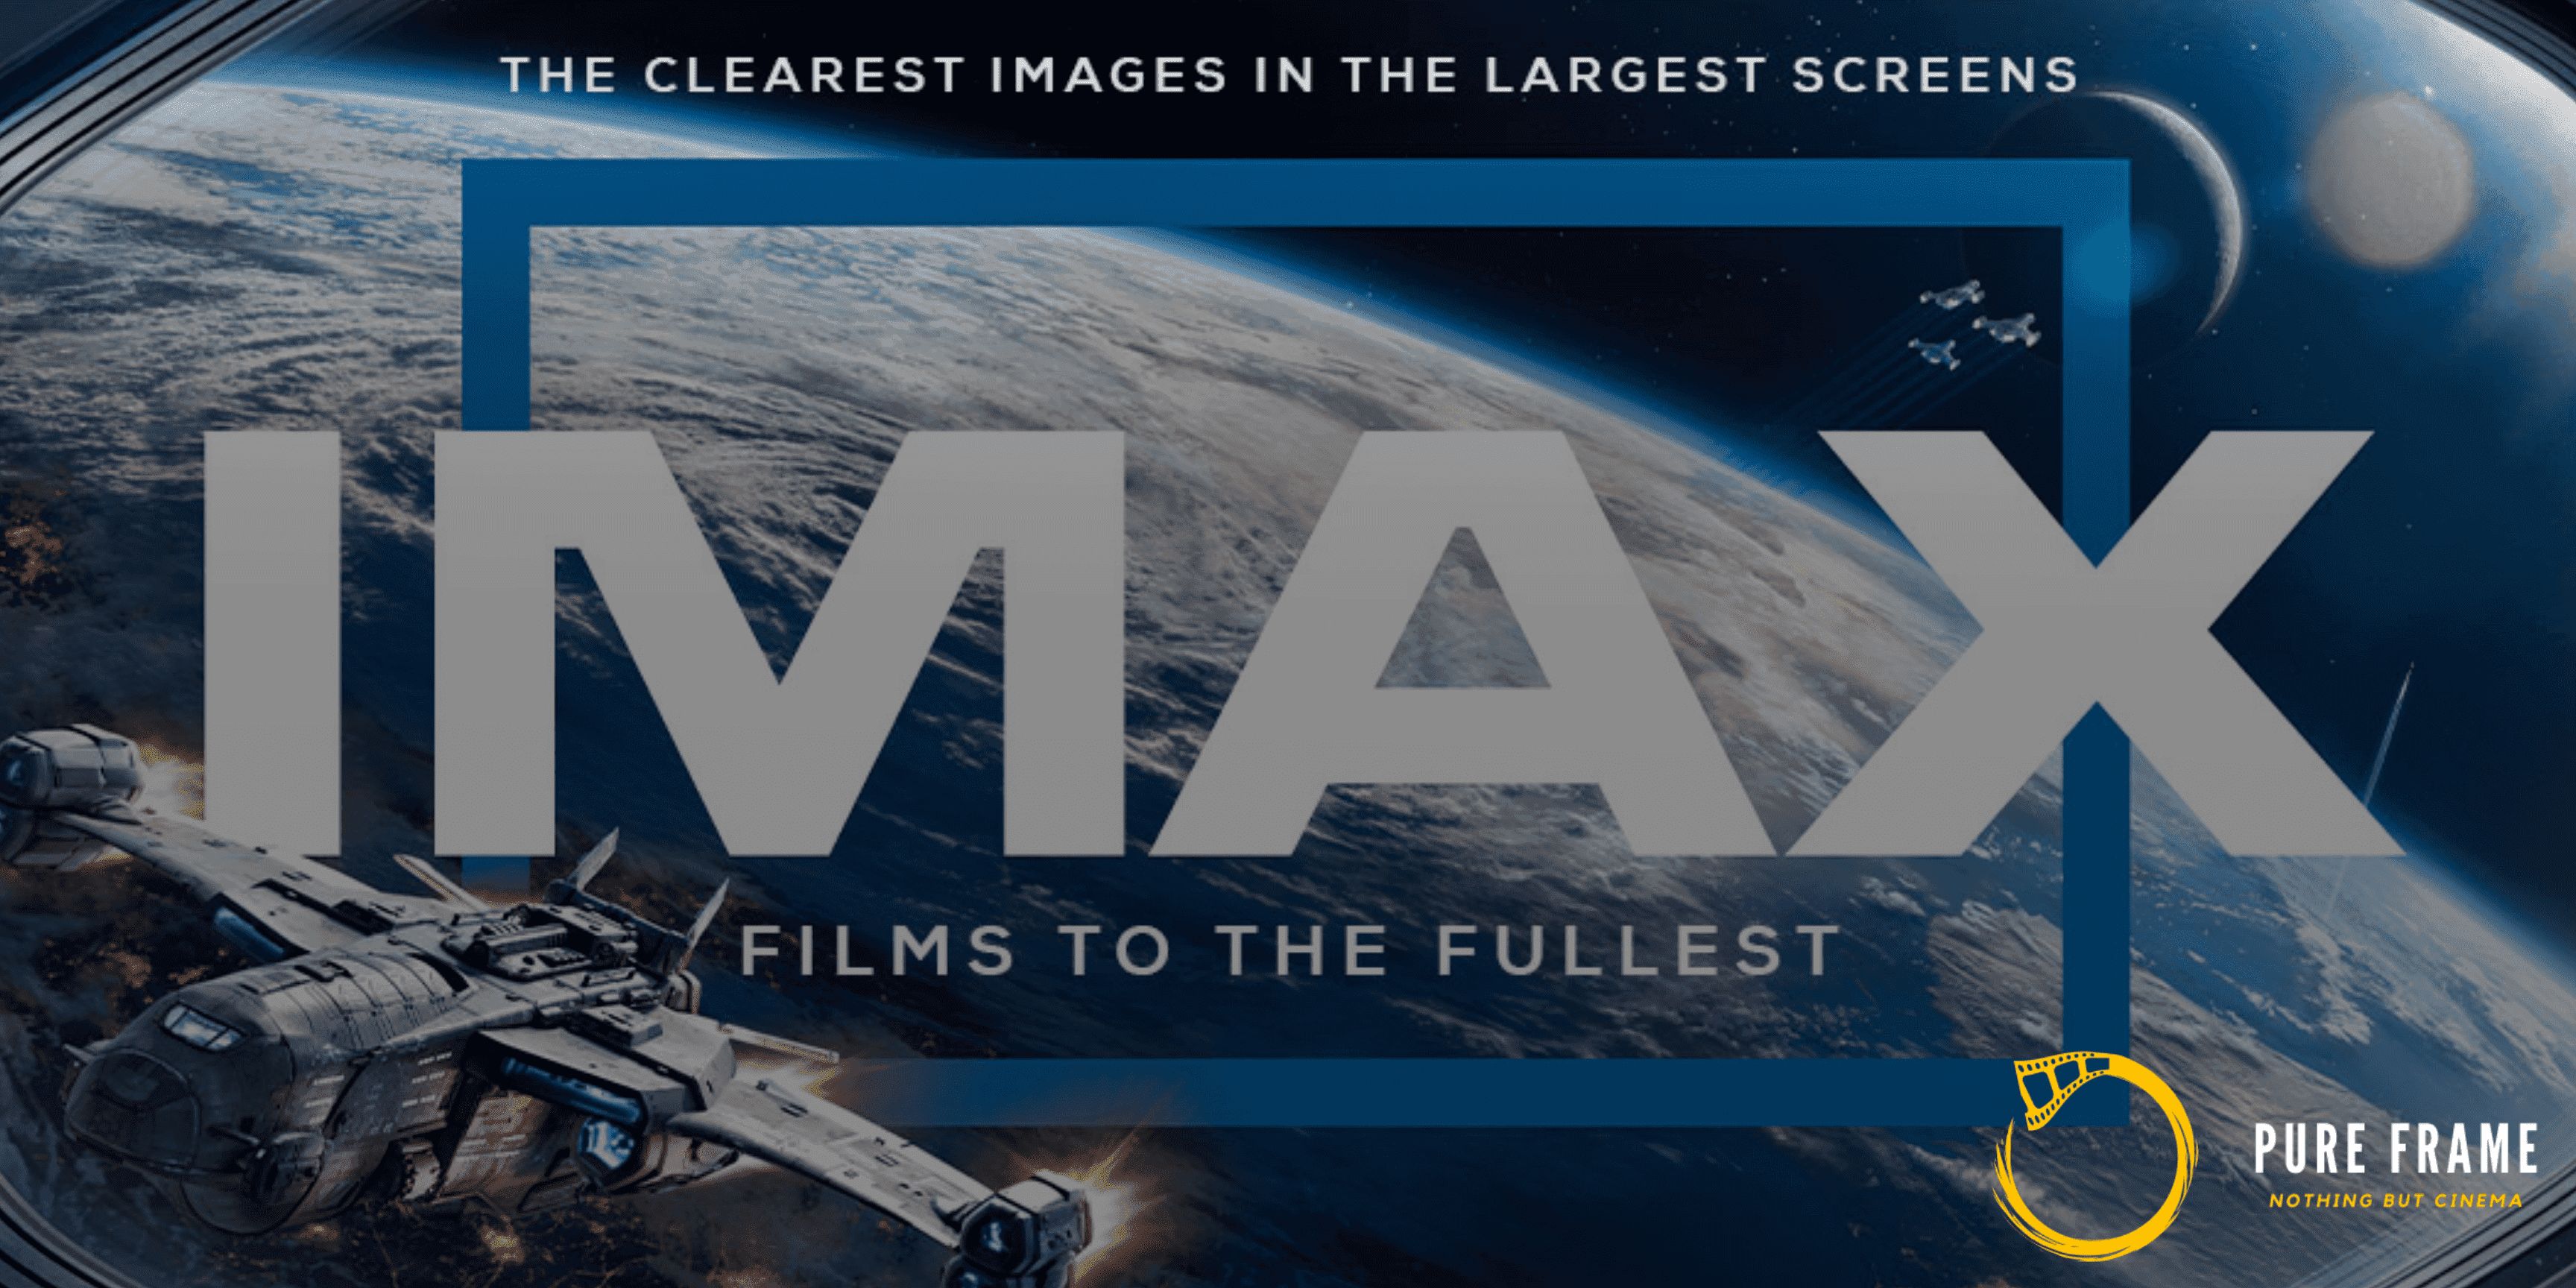 THE CLEAREST IMAGES IN THE LARGEST SCREENS
IMAX
FILMS TO THE FULLEST
PURE FRAME
NOTHING BUT CINEMA